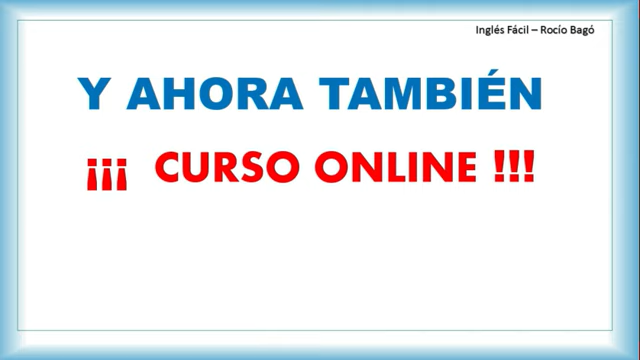 Inglés Fácil – Rocío Bagó
Y AHORA TAMBIÉN
¡¡¡ CURSO ONLINE !!!